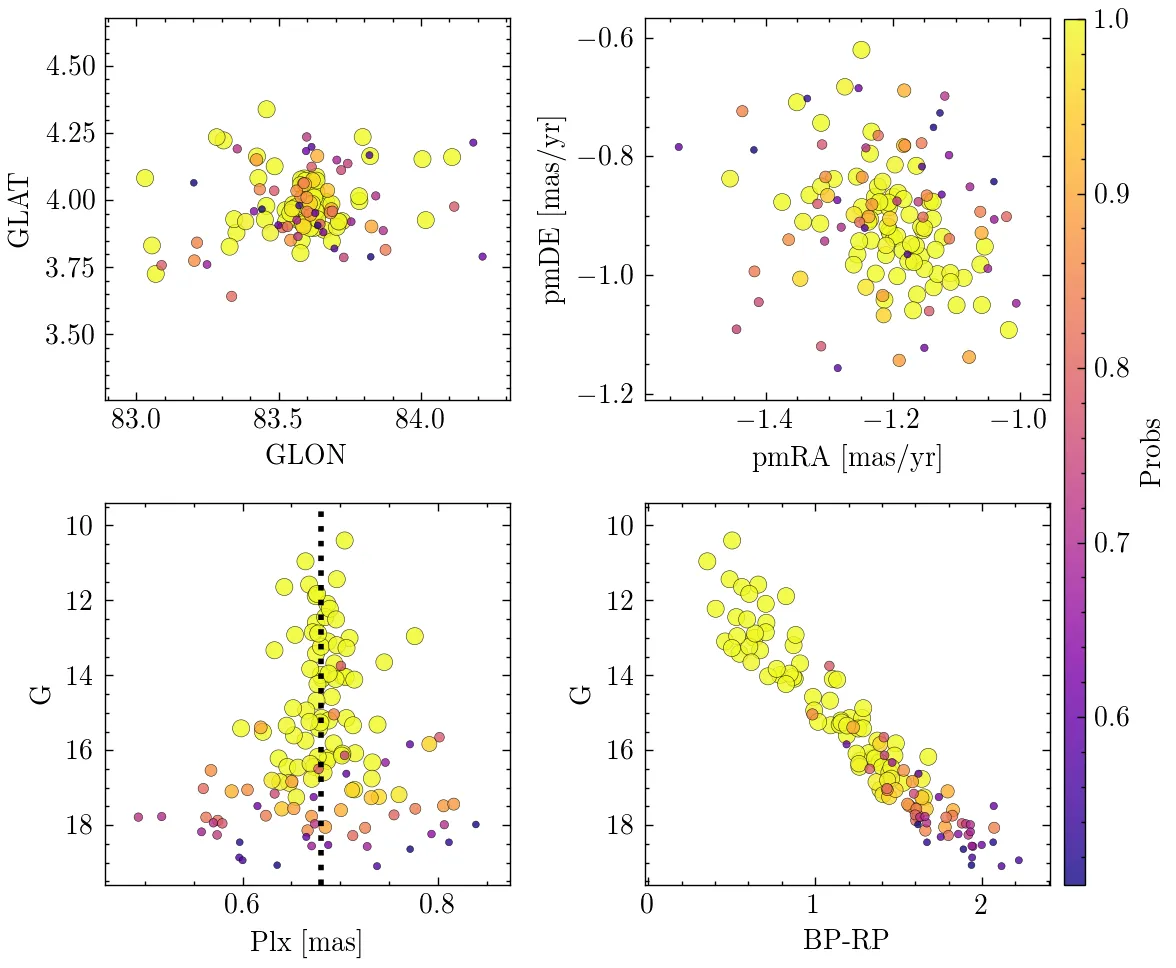 4.50
4.25
4.00
3.75
3.50
GLAT
83.0 83.5 84.0
GLON
−0.6
−0.8
−1.0
−1.2
pmDE [mas/yr]
−1.4 −1.2 −1.0
pmRA [mas/yr]
10
12
14
16
18
G
0.6 0.8
Plx [mas]
10
12
14
16
18
G
0 1 2
BP-RP
1.0
0.9
0.8
0.7
0.6
Probs